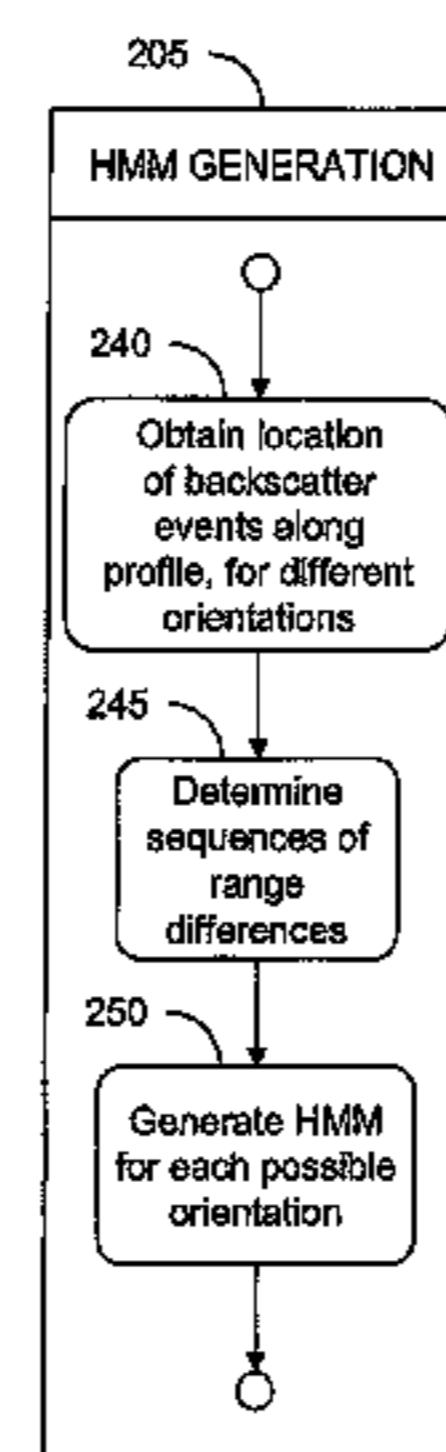 205
HMM GENERATION
240
Obtain location
of backscatter
events along
profile, for different
orientations
245
Determine
sequences of
range
differences
250
Generate HMM
for each possible
orientation